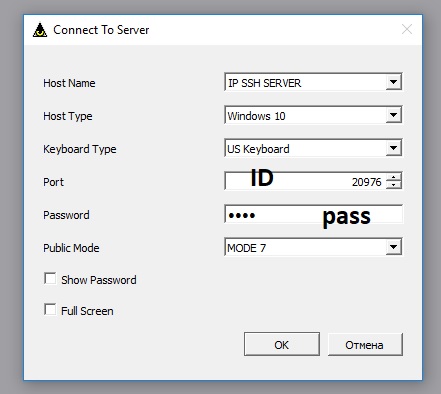 Connect To Server
Host Name IP SSH SERVER
Host Type Windows 10
Keyboard Type US Keyboard
Port ID 20976
Password •••• pass
Public Mode MODE 7
Show Password
Full Screen
OK Отмена